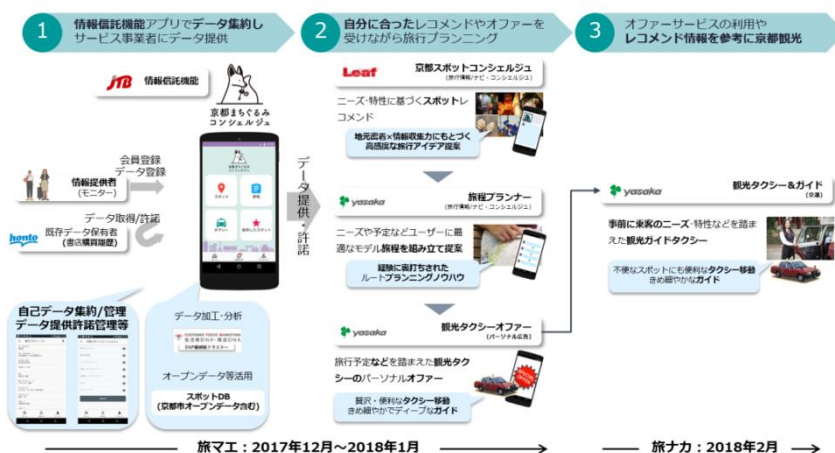 1
情報信託機能アプリでデータ集約し
サービス事業者にデータ提供
2
自分に合ったレコメンドやオファーを
受けながら旅行プランニング
3
オファーサービスの利用や
レコメンド情報を参考に京都観光
JTB
情報信託機能
京都まちぐるみ
コンシェルジュ
会員登録
データ登録
情報提供者
(モニター)
データ取得/許諾
honto
既存データ保有者
(書店購買履歴)
スポット
タクシー
データ提供・許諾
自己データ集約/管理
データ提供許諾管理等
データ加工・分析
オープンデータ等活用
スポットDB
(京都市オープンデータ含む)
Leaf
京都スポットコンシェルジュ
(旅行情報/ナビ・コンシェルジュ)
ニーズ・特性に基づくスポットレ
コメンド
地元密着×情報収集力にもとづく
高感度な旅行アイデア提案
yasaka
旅程プランナー
(旅行情報/ナビ・コンシェルジュ)
ニーズや予定などユーザーに最
適なモデル旅程を組み立て提案
経験に裏打ちされた
ルートプランニングノウハウ
yasaka
観光タクシーオファー
(パーソナル広告)
旅行予定などを踏まえた観光タク
シーのパーソナルオファー
SPECIAL
OFFER
贅沢・便利なタクシー移動
きめ細やかでディープなガイド
yasaka
観光タクシー&ガイド
(交通)
事前に乗客のニーズ・特性などを踏ま
えた観光ガイドタクシー
不便なスポットにも便利なタクシー移動
きめ細やかなガイド
旅マエ：2017年12月～2018年1月
旅ナカ：2018年2月